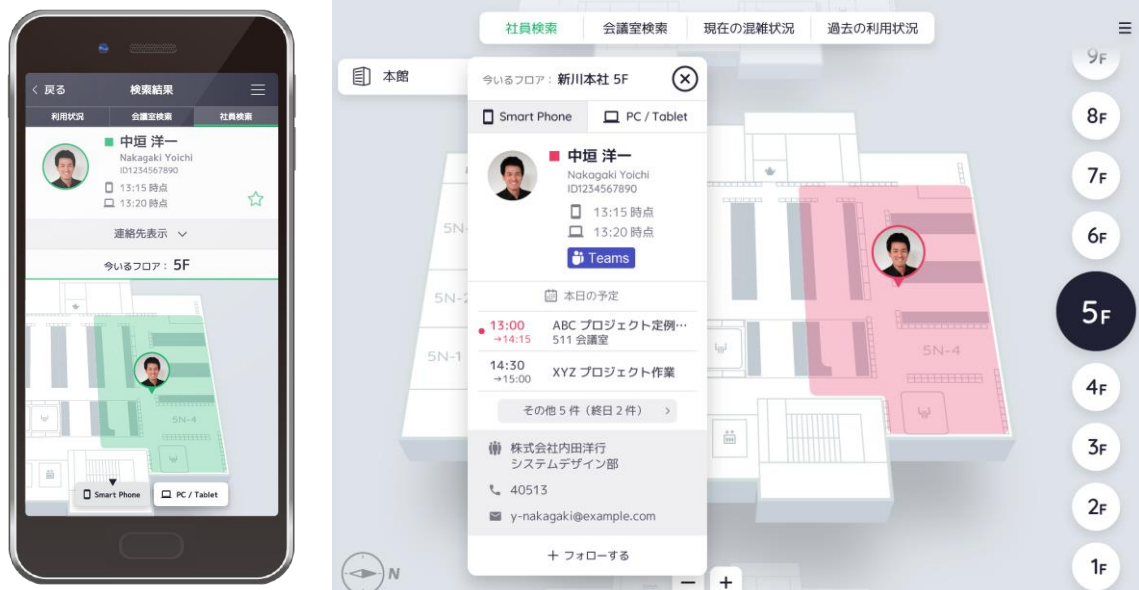 戻る
検索結果
利用状況
会議室検索
社員検索
中垣 洋一
Nakagaki Yoichi
ID1234567890
13:15 時点
13:20 時点
連絡先表示
今いるフロア： 5F
5N-4
Smart Phone
PC / Tablet
社員検索
会議室検索
現在の混雑状況
過去の利用状況
本館
今いるフロア： 新川本社 5F
Smart Phone
PC / Tablet
中垣 洋一
Nakagaki Yoichi
ID1234567890
13:15 時点
13:20 時点
Teams
本日の予定
13:00
→14:15
ABC プロジェクト定例…
511 会議室
14:30
→15:00
XYZ プロジェクト作業
その他 5 件（終日 2 件）
株式会社内田洋行
システムデザイン部
40513
y-nakagaki@example.com
＋ フォローする
5N-1
5N-4
N
9F
8F
7F
6F
5F
4F
3F
2F
1F